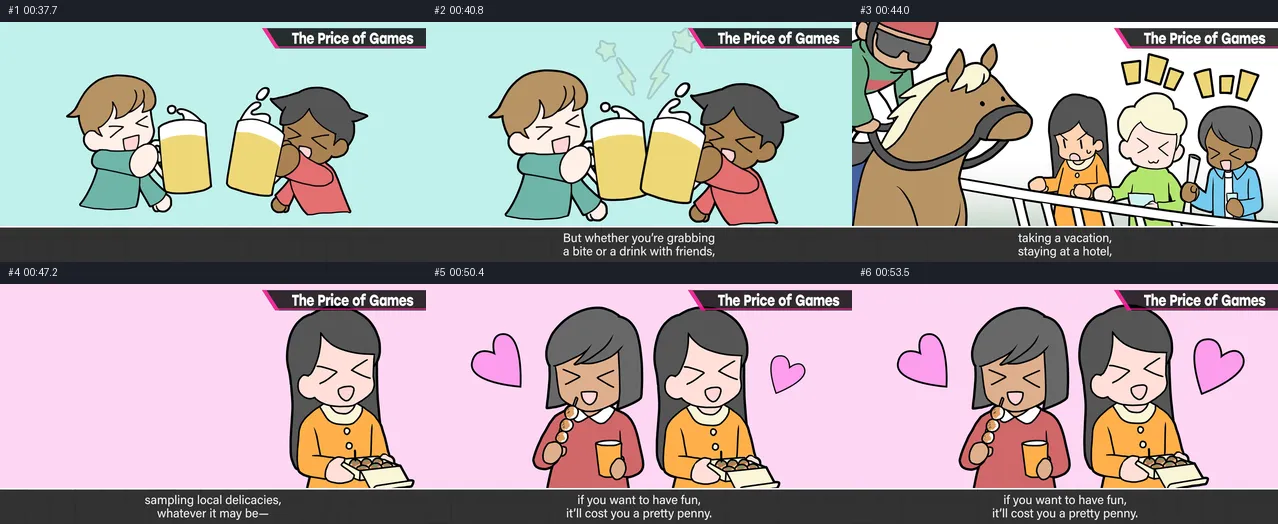 #1 00:37.7
The Price of Games
#2 00:40.8
The Price of Games
But whether you're grabbing
a bite or a drink with friends,
#3 00:44.0
The Price of Games
taking a vacation,
staying at a hotel,
#4 00:47.2
The Price of Games
sampling local delicacies,
whatever it may be—
#5 00:50.4
The Price of Games
if you want to have fun,
it'll cost you a pretty penny.
#6 00:53.5
The Price of Games
if you want to have fun,
it'll cost you a pretty penny.